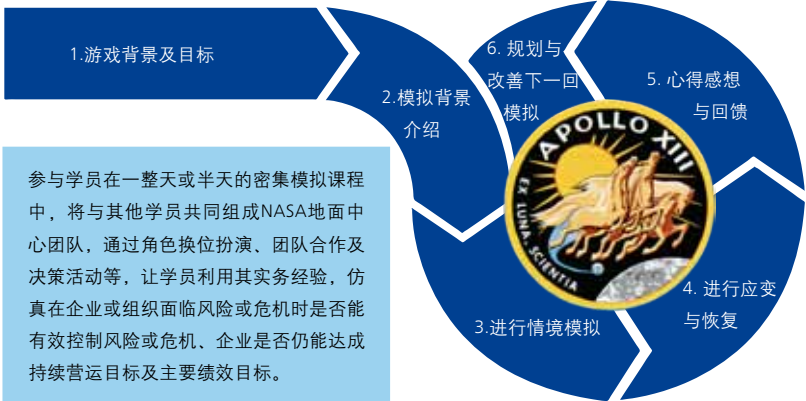 1.游戏背景及目标
2.模拟背景
介绍
3.进行情境模拟
4. 进行应变
与恢复
5. 心得感想
与回馈
6. 规划与
改善下一回
模拟
APOLLO XIII
EX LUNA, SCIENTIA
参与学员在一整天或半天的密集模拟课程
中，将与其他学员共同组成NASA地面中
心团队，通过角色换位扮演、团队合作及
决策活动等，让学员利用其实务经验，仿
真在企业或组织面临风险或危机时是否能
有效控制风险或危机、企业是否仍能达成
持续营运目标及主要绩效目标。